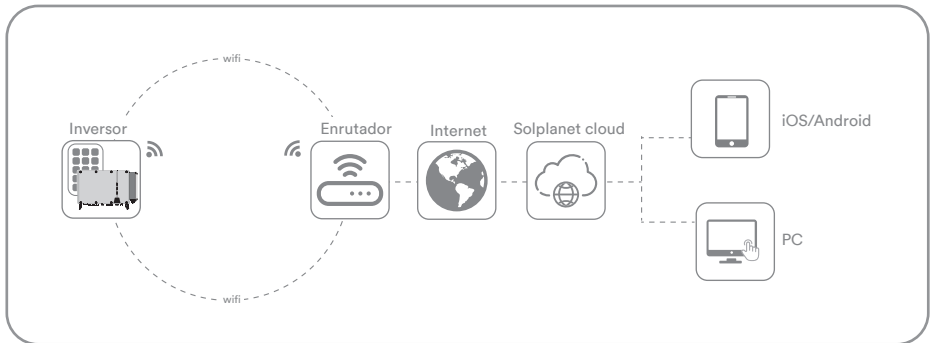 wifi
Inversor
Enrutador
Internet
Solplanet cloud
iOS/Android
PC
wifi